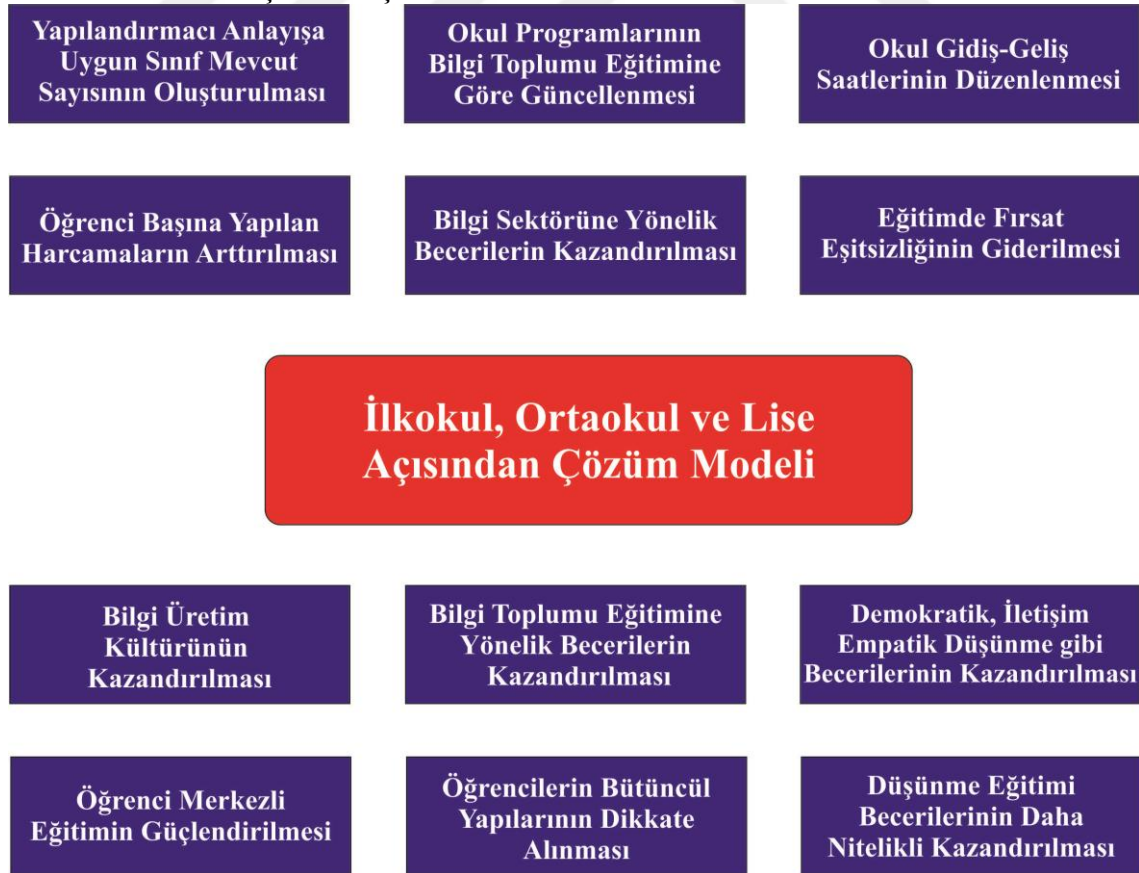 Yapılandırmacı Anlayışa
Uygun Sınıf Mevcut
Sayısının Oluşturulması
Okul Programlarının
Bilgi Toplumu Eğitimine
Göre Güncellenmesi
Okul Gidiş-Geliş
Saatlerinin Düzenlenmesi
Öğrenci Başına Yapılan
Harcamaların Arttırılması
Bilgi Sektörüne Yönelik
Becerilerin Kazandırılması
Eğitimde Fırsat
Eşitsizliğinin Giderilmesi
İlkokul, Ortaokul ve Lise
Açısından Çözüm Modeli
Bilgi Üretim
Kültürünün
Kazandırılması
Bilgi Toplumu Eğitimine
Yönelik Becerilerin
Kazandırılması
Demokratik, İletişim
Empatik Düşünme gibi
Becerilerinin Kazandırılması
Öğrenci Merkezli
Eğitimin Güçlendirilmesi
Öğrencilerin Bütüncül
Yapılarının Dikkate
Alınması
Düşünme Eğitimi
Becerilerinin Daha
Nitelikli Kazandırılması